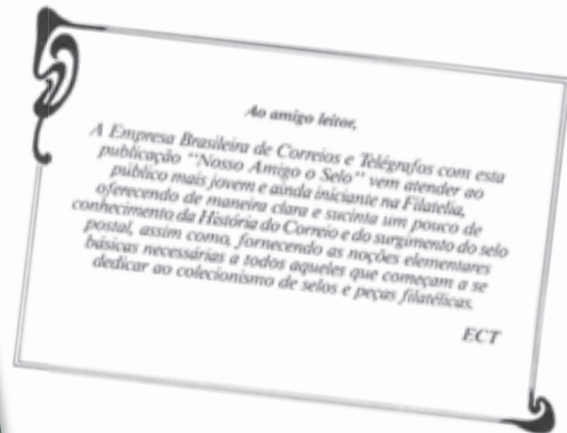 Ao amigo leitor,
A Empresa Brasileira de Correios e Telégrafos com esta
publicação "Nosso Amigo o Selo" vem atender ao
público mais jovem e ainda iniciante na Filatelia,
oferecendo de maneira clara e sucinta um pouco de
conhecimento da História do Correio e do surgimento do selo
postal, assim como, fornecendo as noções elementares
básicas necessárias a todos aqueles que começam a se
dedicar ao colecionismo de selos e peças filatélicas.
ECT